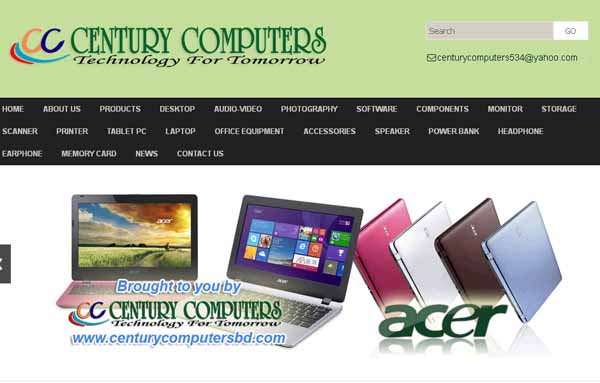 CC CENTURY COMPUTERS
Technology For Tomorrow
Search GO
centurycomputers534@yahoo.com
HOME ABOUT US PRODUCTS DESKTOP AUDIO-VIDEO PHOTOGRAPHY SOFTWARE COMPONENTS MONITOR STORAGE
SCANNER PRINTER TABLET PC LAPTOP OFFICE EQUIPMENT ACCESSORIES SPEAKER POWER BANK HEADPHONE
EARPHONE MEMORY CARD NEWS CONTACT US
acer
Brought to you by
CC CENTURY COMPUTERS
Technology For Tomorrow
www.centurycomputersbd.com
acer